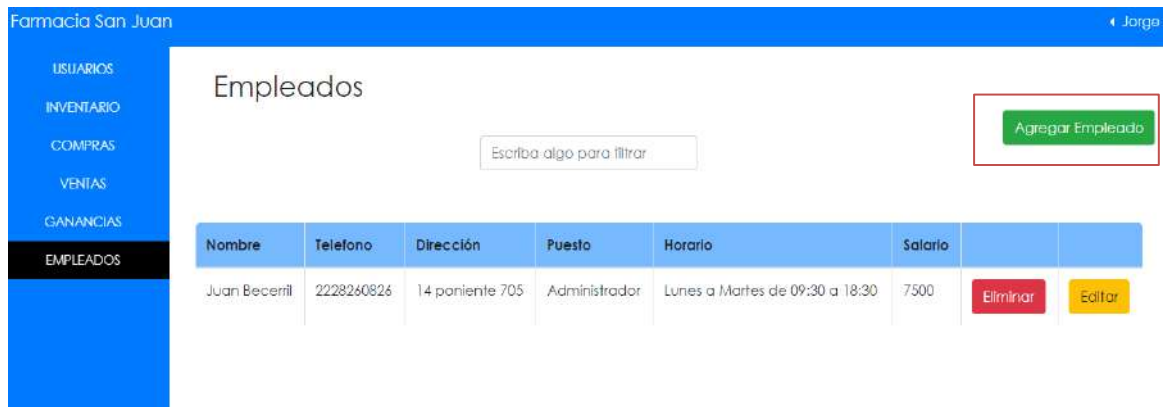 Farmacia San Juan
Jorge
USUARIOS
INVENTARIO
COMPRAS
VENTAS
GANANCIAS
EMPLEADOS
Empleados
Agregar Empleado
Escriba algo para filtrar
Nombre Telefono Dirección Puesto Horario Salario
Juan Becerril 2228260826 14 poniente 705 Administrador Lunes a Martes de 09:30 a 18:30 7500 Eliminar Editar